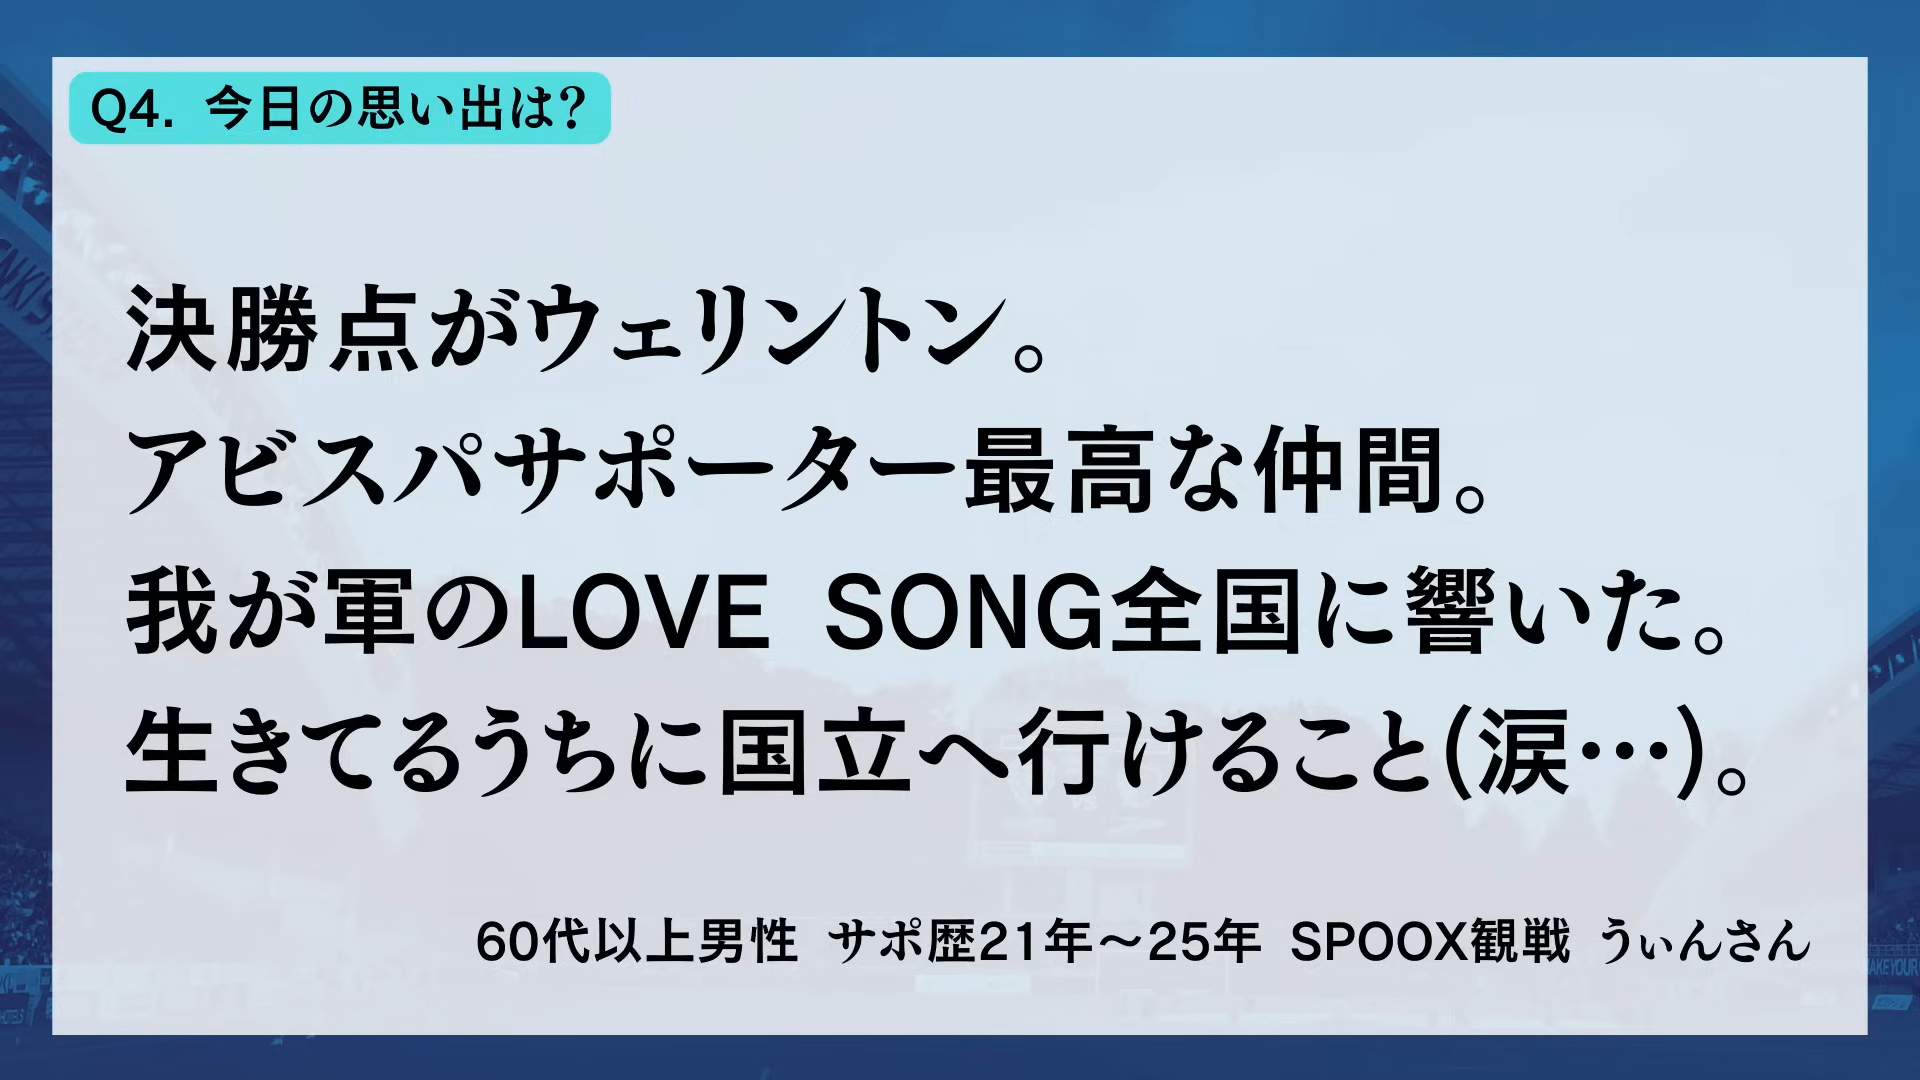 Q4. 今日の思い出は？
決勝点がウェリントン。
アビスパサポーター最高な仲間。
我が軍のLOVE SONG全国に響いた。
生きてるうちに国立へ行けること(涙…)。
60代以上男性 サポ歴21年～25年 SPOOX観戦 うぃんさん